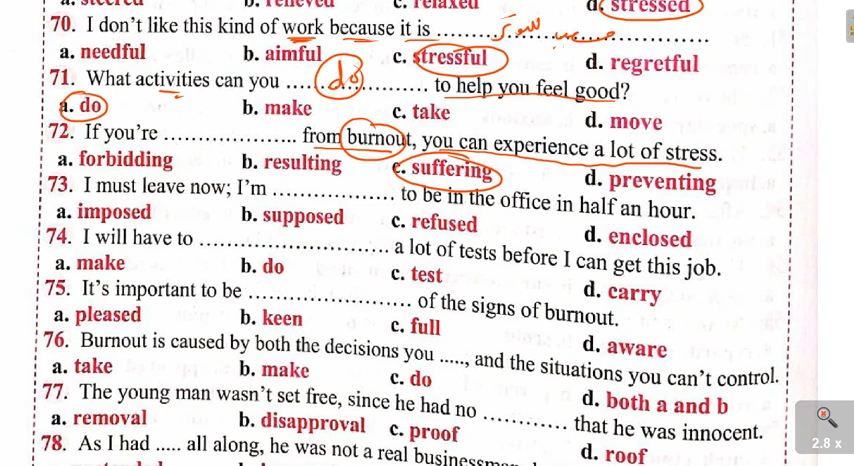 a. steered b. relieved c. relaxed d. stressed
70. I don't like this kind of work because it is ....................
a. needful b. aimful c. stressful d. regretful
71. What activities can you .... do .... to help you feel good?
a. do b. make c. take d. move
72. If you're .................... from burnout, you can experience a lot of stress.
a. forbidding b. resulting c. suffering d. preventing
73. I must leave now; I'm .................... to be in the office in half an hour.
a. imposed b. supposed c. refused d. enclosed
74. I will have to .................... a lot of tests before I can get this job.
a. make b. do c. test d. carry
75. It's important to be .................... of the signs of burnout.
a. pleased b. keen c. full d. aware
76. Burnout is caused by both the decisions you ....., and the situations you can't control.
a. take b. make c. do d. both a and b
77. The young man wasn't set free, since he had no .............. that he was innocent.
a. removal b. disapproval c. proof d. roof
78. As I had ..... all along, he was not a real
2.8 x